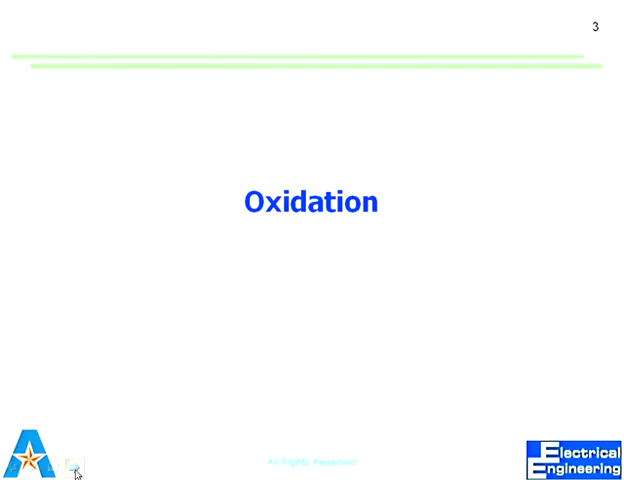 3
Oxidation
All Rights Reserved
Electrical
Engineering